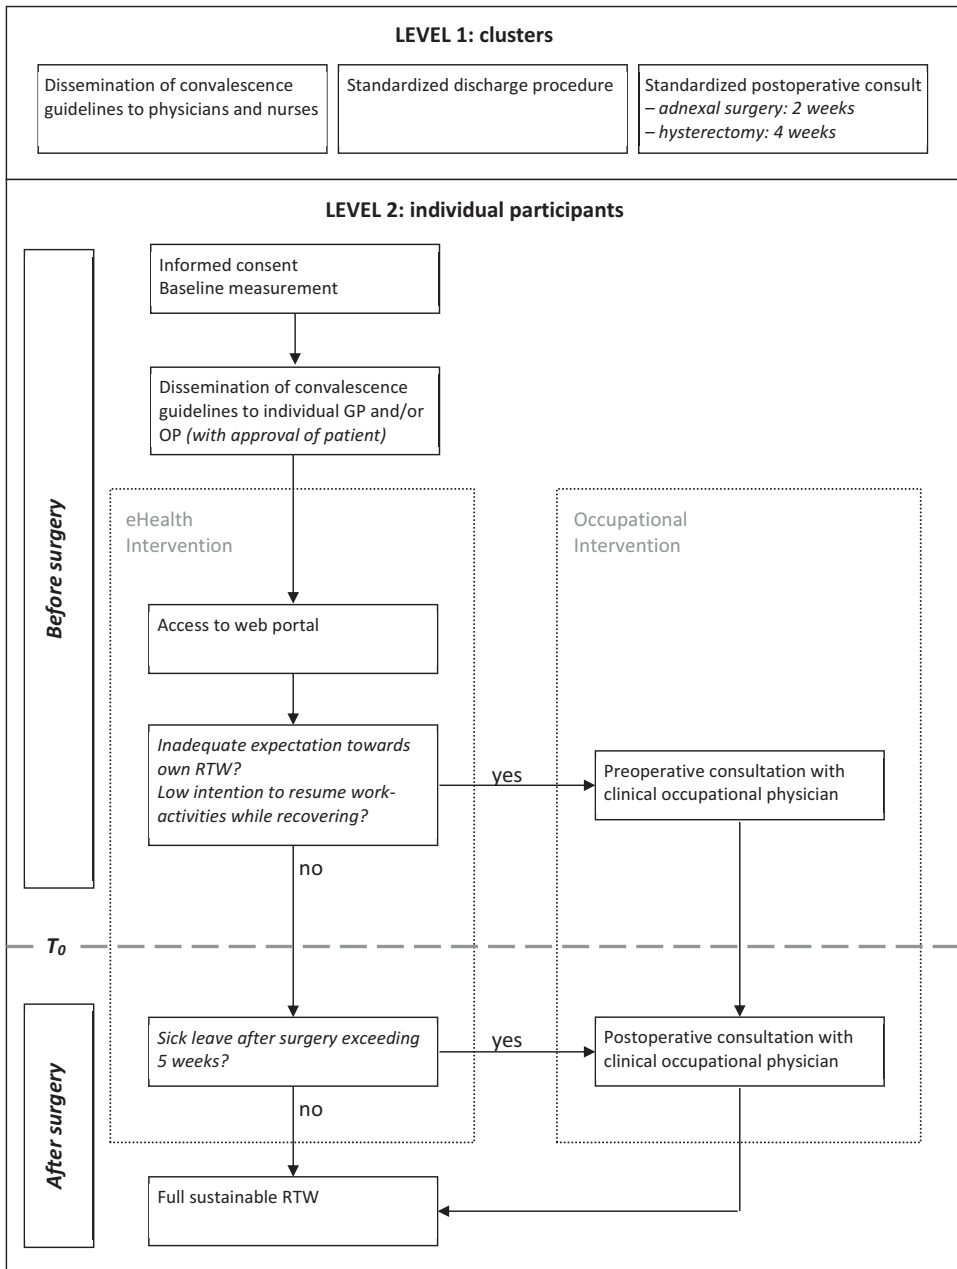 LEVEL 1: clusters
Dissemination of convalescence
guidelines to physicians and nurses
Standardized discharge procedure
Standardized postoperative consult
– adnexal surgery: 2 weeks
– hysterectomy: 4 weeks
LEVEL 2: individual participants
Before surgery
Informed consent
Baseline measurement
Dissemination of convalescence
guidelines to individual GP and/or
OP (with approval of patient)
eHealth
Intervention
Occupational
Intervention
Access to web portal
Inadequate expectation towards
own RTW?
Low intention to resume work-
activities while recovering?
yes
Preoperative consultation with
clinical occupational physician
no
T0
After surgery
Sick leave after surgery exceeding
5 weeks?
yes
Postoperative consultation with
clinical occupational physician
no
Full sustainable RTW